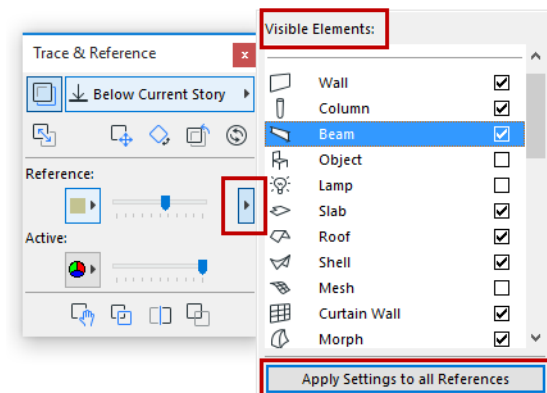 Trace & Reference
x
Below Current Story
Reference:
Active:
Visible Elements:
Wall
Column
Beam
Object
Lamp
Slab
Roof
Shell
Mesh
Curtain Wall
Morph
Apply Settings to all References